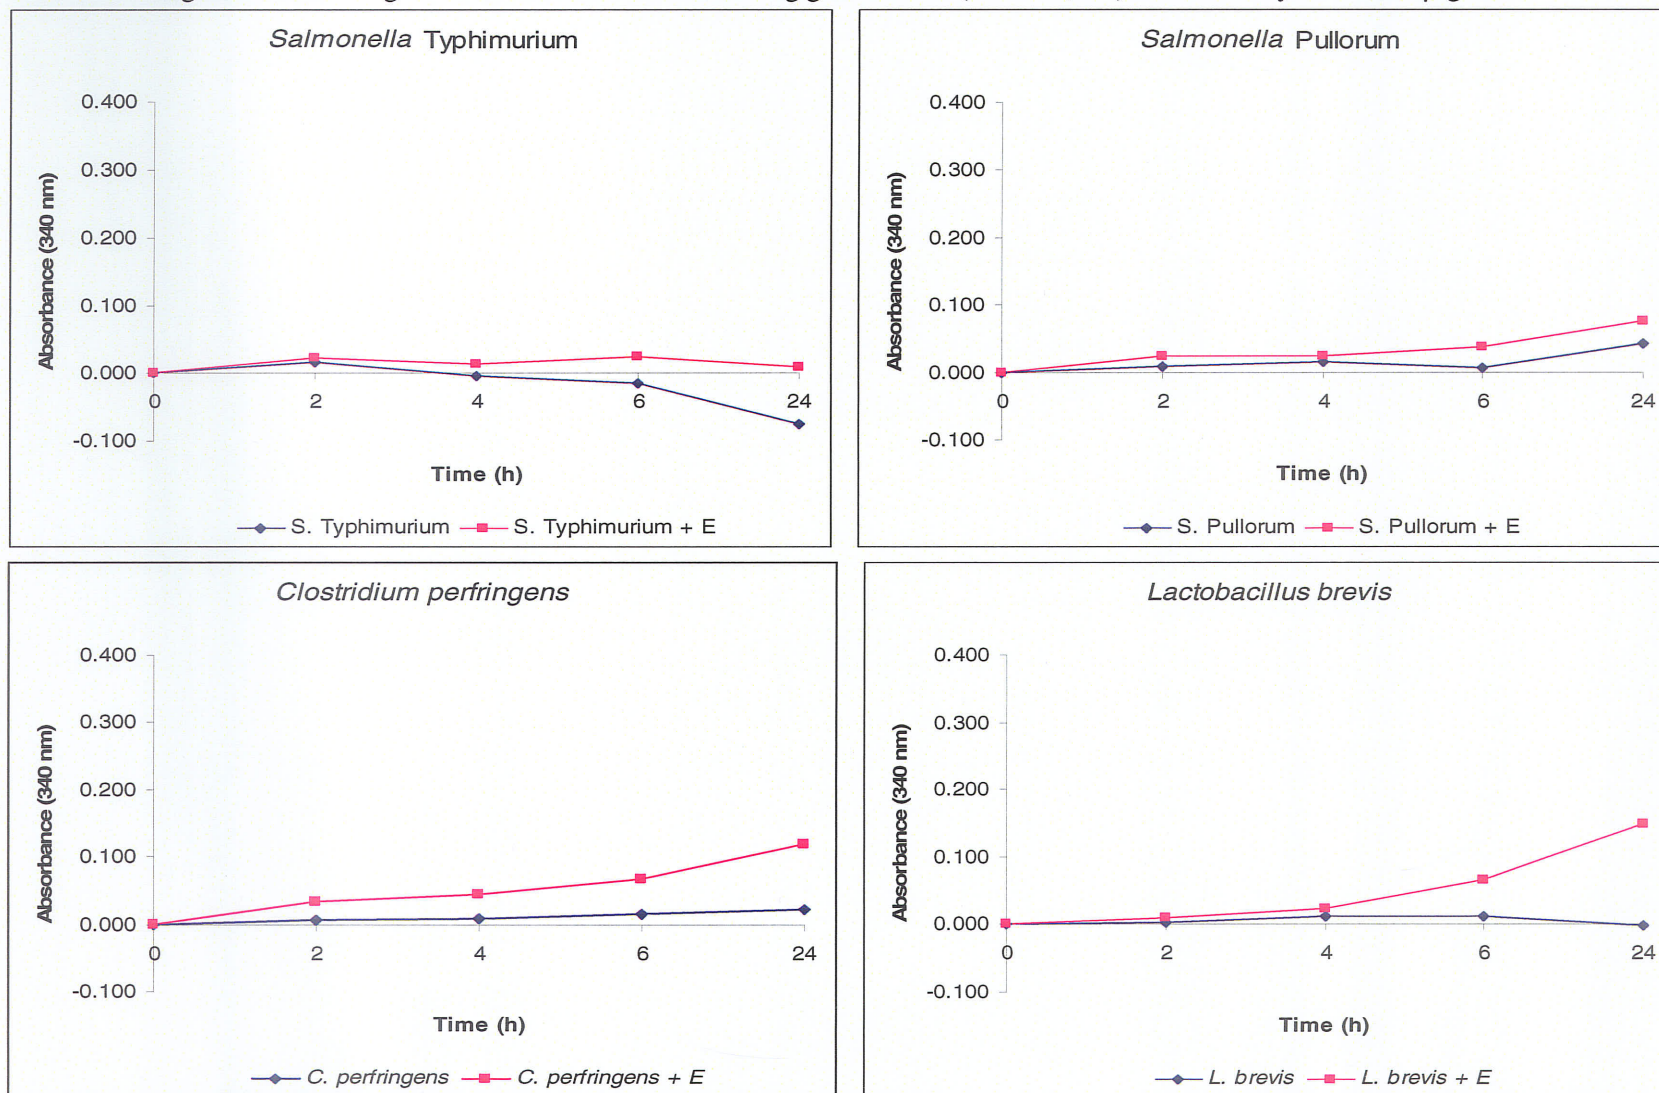 Salmonella Typhimurium
0.400
0.300
0.200
0.100
0.000
-0.100
Absorbance (340 nm)
0 2 4 6 24
Time (h)
S. Typhimurium S. Typhimurium + E
Salmonella Pullorum
0.400
0.300
0.200
0.100
0.000
-0.100
Absorbance (340 nm)
0 2 4 6 24
Time (h)
S. Pullorum S. Pullorum + E
Clostridium perfringens
0.400
0.300
0.200
0.100
0.000
-0.100
Absorbance (340 nm)
0 2 4 6 24
Time (h)
C. perfringens C. perfringens + E
Lactobacillus brevis
0.400
0.300
0.200
0.100
0.000
-0.100
Absorbance (340 nm)
0 2 4 6 24
Time (h)
L. brevis L. brevis + E